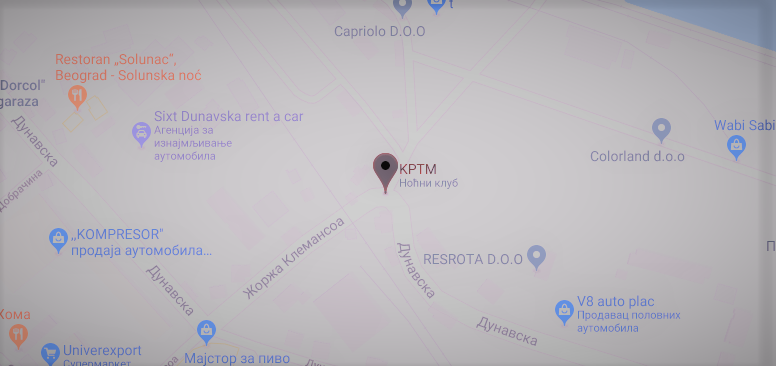 t
Capriolo D.O.O
Restoran „Solunac",
Beograd - Solunska noć
Dorcol"
garaza
Sixt Dunavska rent a car
Агенција за
изнајмљивање
аутомобила
Дунавска
Wabi Sabi
Colorland d.o.o
КРТМ
Ноћни клуб
Добрачина
„KOMPRESOR"
продаја аутомобила...
Жоржа Клемансоа
Дунавска
RESROTA D.O.O
П
Дунавска
V8 auto plac
Продавац половних
аутомобила
Хома
Дунавска
Univerexport
Супермаркет
Мајстор за пиво